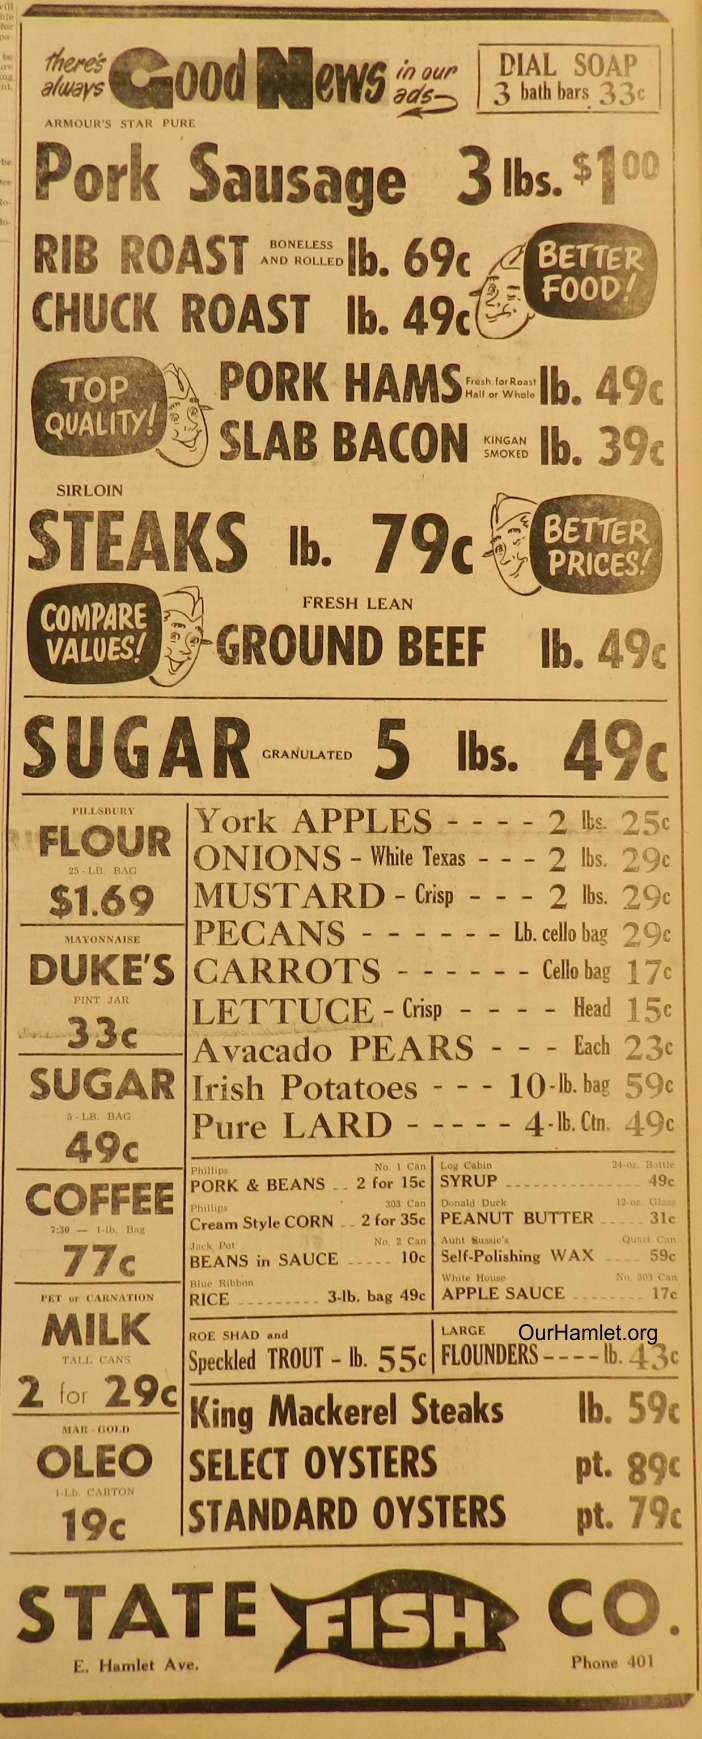 there's always Good News in our ads
DIAL SOAP
3 bath bars 33c
ARMOUR'S STAR PURE
Pork Sausage 3 lbs. $1.00
RIB ROAST BONELESS AND ROLLED lb. 69c
BETTER FOOD!
CHUCK ROAST lb. 49c
TOP QUALITY!
PORK HAMS Fresh for Roast Half or Whole lb. 49c
SLAB BACON KINGAN SMOKED lb. 39c
SIRLOIN
STEAKS lb. 79c
BETTER PRICES!
COMPARE VALUES!
FRESH LEAN
GROUND BEEF lb. 49c
SUGAR GRANULATED 5 lbs. 49c
PILLSBURY
FLOUR
25-LB. BAG
$1.69
MAYONNAISE
DUKE'S
PINT JAR
33c
SUGAR
5-LB. BAG
49c
COFFEE
7:30 — 1-lb. Bag
77c
PET or CARNATION
MILK
TALL CANS
2 for 29c
MAR-GOLD
OLEO
1-Lb. CARTON
19c
York APPLES - - - - 2 lbs. 25c
ONIONS - White Texas - - - 2 lbs. 29c
MUSTARD - Crisp - - - 2 lbs. 29c
PECANS - - - - - - Lb. cello bag 29c
CARROTS - - - - - - Cello bag 17c
LETTUCE - Crisp - - - - Head 15c
Avacado PEARS - - - Each 23c
Irish Potatoes - - - 10-lb. bag 59c
Pure LARD - - - - - 4-lb. Ctn. 49c
Phillips No. 1 Can
PORK & BEANS .. 2 for 15c
Phillips 303 Can
Cream Style CORN .. 2 for 35c
Jack Pot No. 2 Can
BEANS in SAUCE ..... 10c
Blue Ribbon
RICE ......... 3-lb. bag 49c
Log Cabin 24-oz. Bottle
SYRUP .................. 49c
Donald Duck 12-oz. Glass
PEANUT BUTTER ..... 31c
Aunt Sussie's Quart Can
Self-Polishing WAX .... 59c
White House No. 303 Can
APPLE SAUCE ......... 17c
ROE SHAD and
Speckled TROUT - lb. 55c
LARGE
FLOUNDERS - - - - lb. 43c
OurHamlet.org
King Mackerel Steaks lb. 59c
SELECT OYSTERS pt. 89c
STANDARD OYSTERS pt. 79c
STATE FISH CO.
E. Hamlet Ave. Phone 401